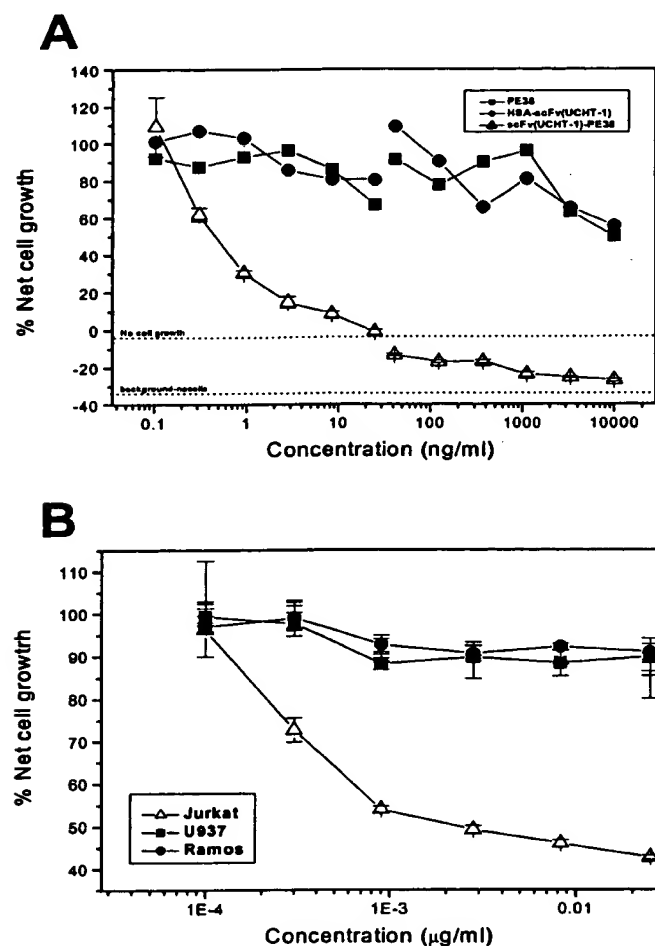 A
140
120
100
80
60
40
20
0
-20
-40
% Net cell growth
PE38
HSA-scFv(UCHT-1)
scFv(UCHT-1)-PE38
No cell growth
background-nocells
0.1 1 10 100 1000 10000
Concentration (ng/ml)
B
110
100
90
80
70
60
50
40
% Net cell growtrh
Jurkat
U937
Ramos
1E-4 1E-3 0.01
Concentration (µg/ml)